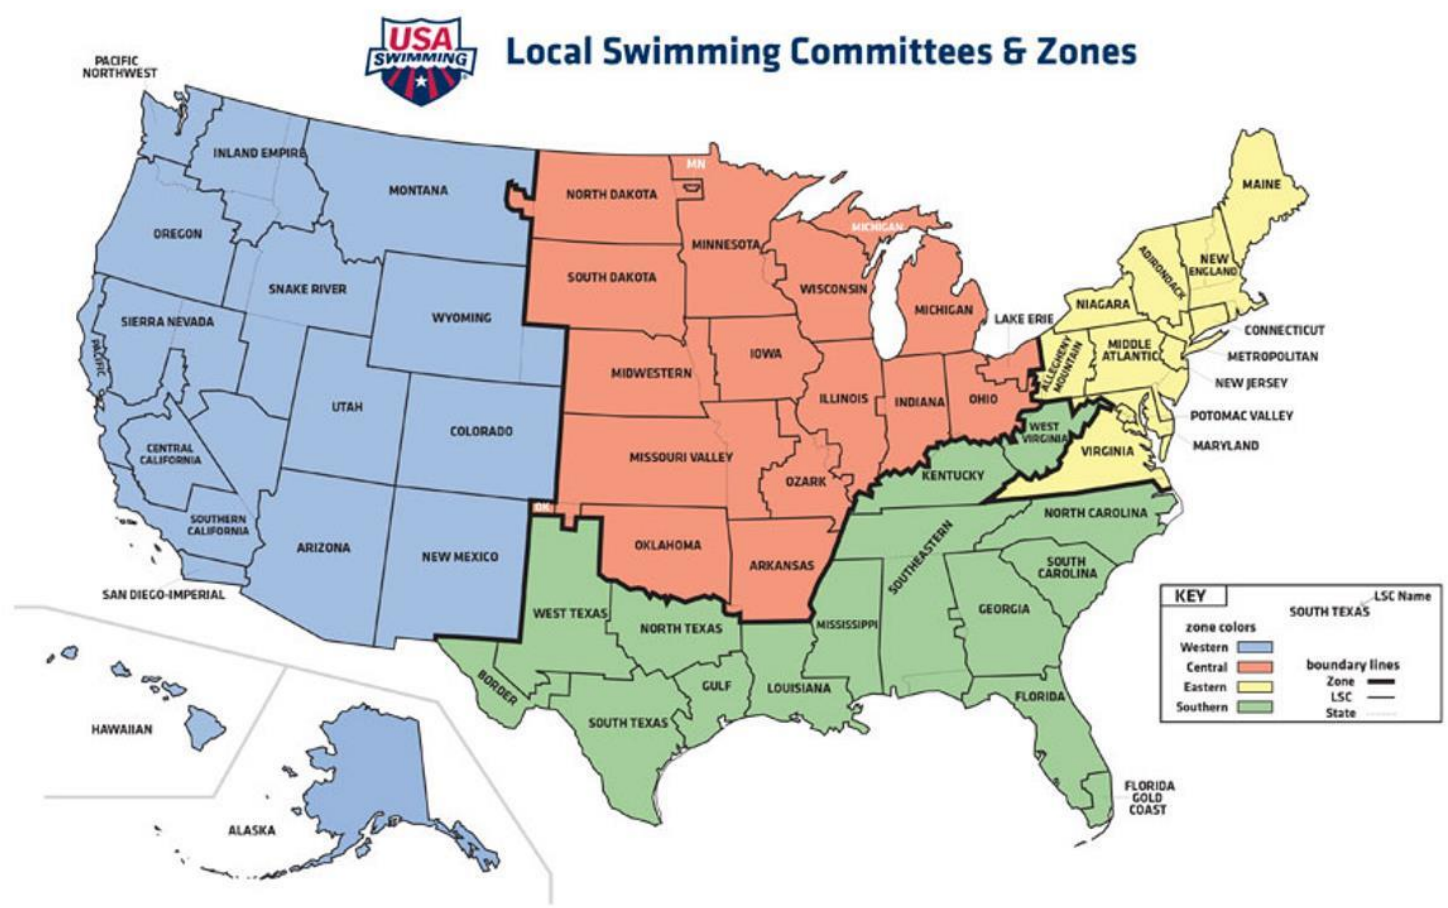 USA
SWIMMING
Local Swimming Committees & Zones
PACIFIC
NORTHWEST
INLAND EMPIRE
MONTANA
OREGON
SNAKE RIVER
WYOMING
SIERRA NEVADA
PACIFIC
UTAH
COLORADO
CENTRAL
CALIFORNIA
SOUTHERN
CALIFORNIA
ARIZONA
NEW MEXICO
SAN DIEGO-IMPERIAL
HAWAIIAN
ALASKA
NORTH DAKOTA
MN
MINNESOTA
SOUTH DAKOTA
WISCONSIN
MICHIGAN
MICHIGAN
LAKE ERIE
IOWA
MIDWESTERN
ILLINOIS
INDIANA
OHIO
MISSOURI VALLEY
OZARK
OK
OKLAHOMA
ARKANSAS
MAINE
NEW
ENGLAND
ADIRONDACK
NIAGARA
CONNECTICUT
METROPOLITAN
MIDDLE
ATLANTIC
ALLEGHENY
MOUNTAIN
NEW JERSEY
POTOMAC VALLEY
MARYLAND
VIRGINIA
WEST
VIRGINIA
KENTUCKY
NORTH CAROLINA
SOUTHEASTERN
SOUTH
CAROLINA
GEORGIA
MISSISSIPPI
WEST TEXAS
NORTH TEXAS
BORDER
GULF
LOUISIANA
SOUTH TEXAS
FLORIDA
FLORIDA
GOLD
COAST
KEY
LSC Name
SOUTH TEXAS
zone colors
Western
Central
Eastern
Southern
boundary lines
Zone
LSC
State